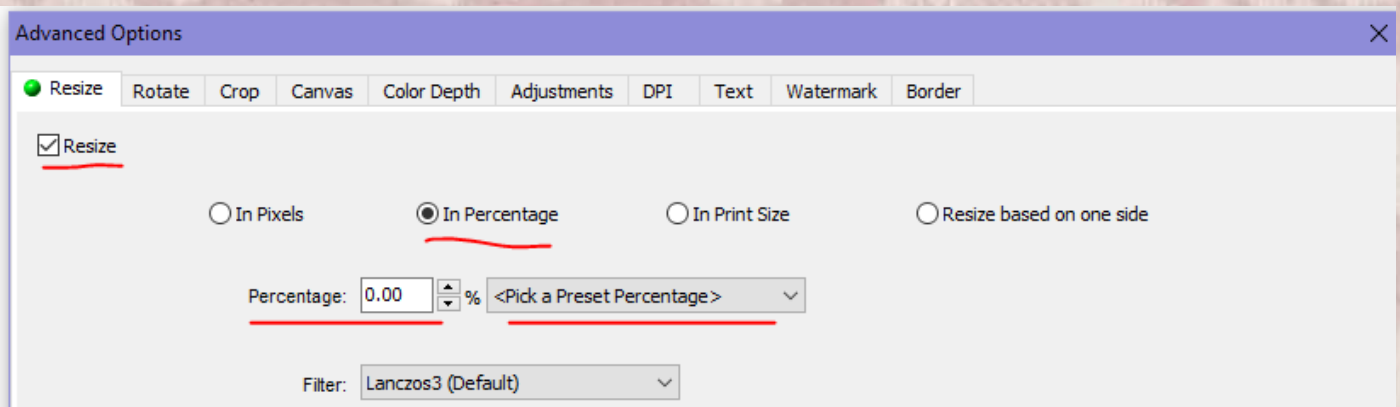 Advanced Options
Resize Rotate Crop Canvas Color Depth Adjustments DPI Text Watermark Border
Resize
In Pixels In Percentage In Print Size Resize based on one side
Percentage: 0.00 % <Pick a Preset Percentage>
Filter: Lanczos3 (Default)